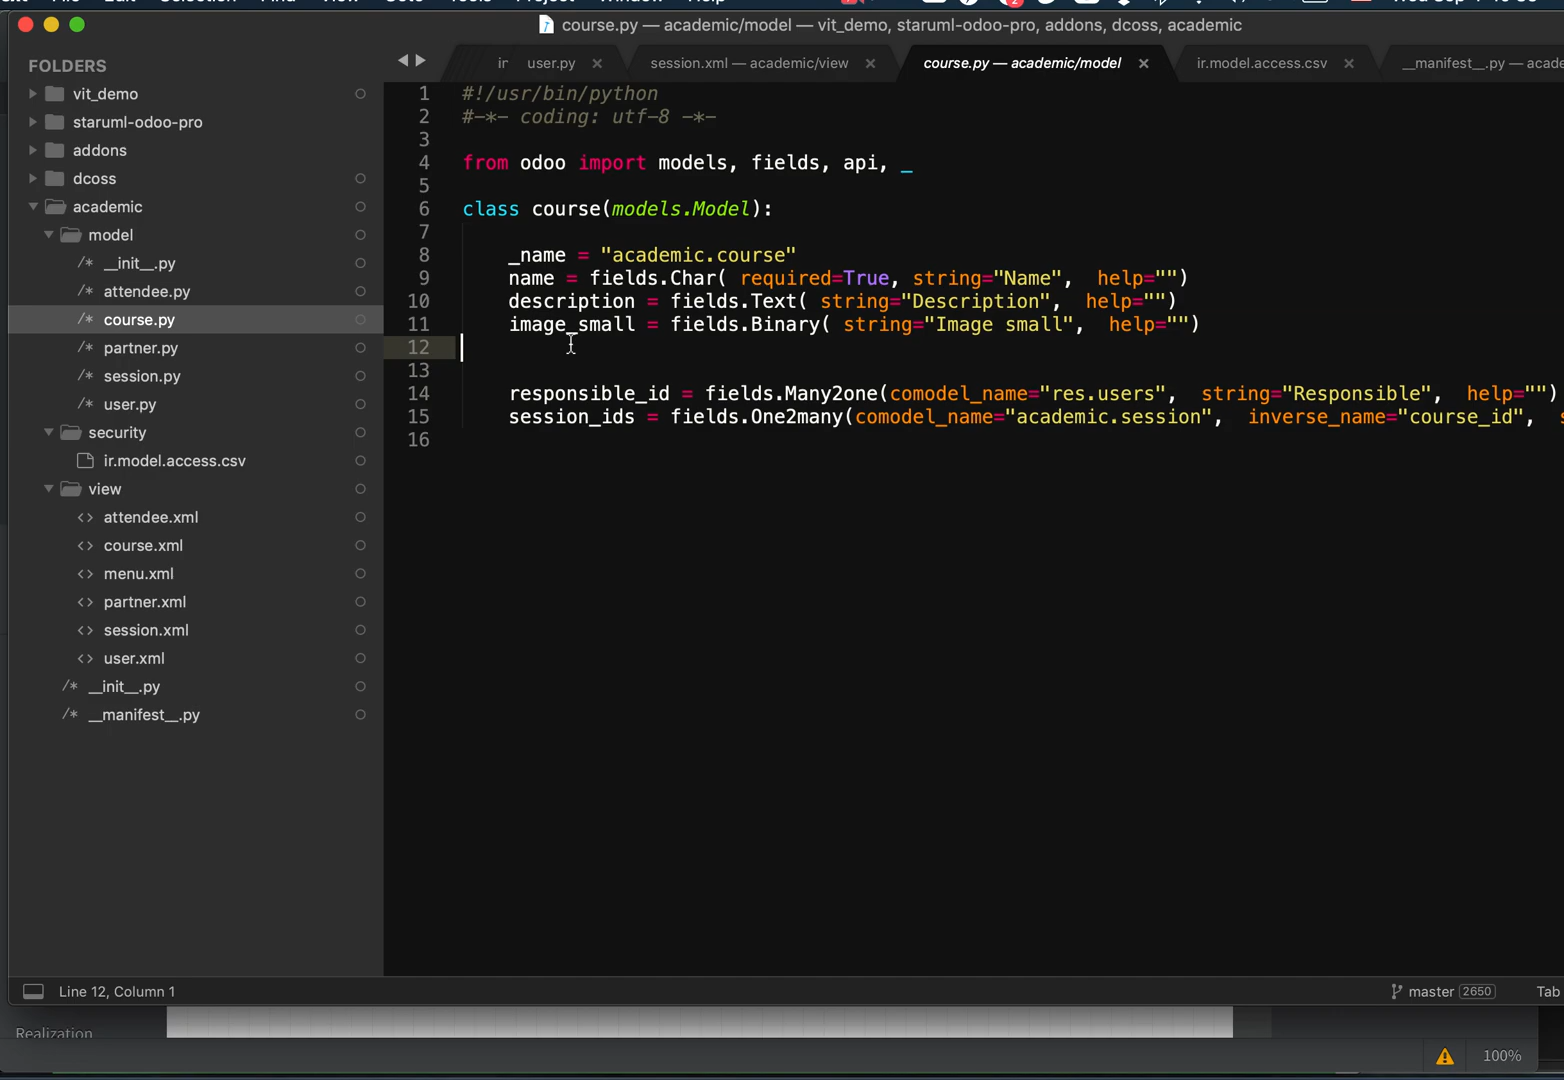 course.py — academic/model — vit_demo, staruml-odoo-pro, addons, dcoss, academic
FOLDERS
vit_demo
staruml-odoo-pro
addons
dcoss
academic
model
/* __init__.py
/* attendee.py
/* course.py
/* partner.py
/* session.py
/* user.py
security
ir.model.access.csv
view
<> attendee.xml
<> course.xml
<> menu.xml
<> partner.xml
<> session.xml
<> user.xml
/* __init__.py
/* __manifest__.py
ir user.py × session.xml — academic/view × course.py — academic/model × ir.model.access.csv × __manifest__.py —
1 #!/usr/bin/python
2 #-*- coding: utf-8 -*-
3
4 from odoo import models, fields, api, _
5
6 class course(models.Model):
7
8 _name = "academic.course"
9 name = fields.Char( required=True, string="Name", help="")
10 description = fields.Text( string="Description", help="")
11 image_small = fields.Binary( string="Image small", help="")
12
13
14 responsible_id = fields.Many2one(comodel_name="res.users", string="Responsible", help="")
15 session_ids = fields.One2many(comodel_name="academic.session", inverse_name="course_id",
16
Line 12, Column 1
master 2650
Tab
Realization
100%